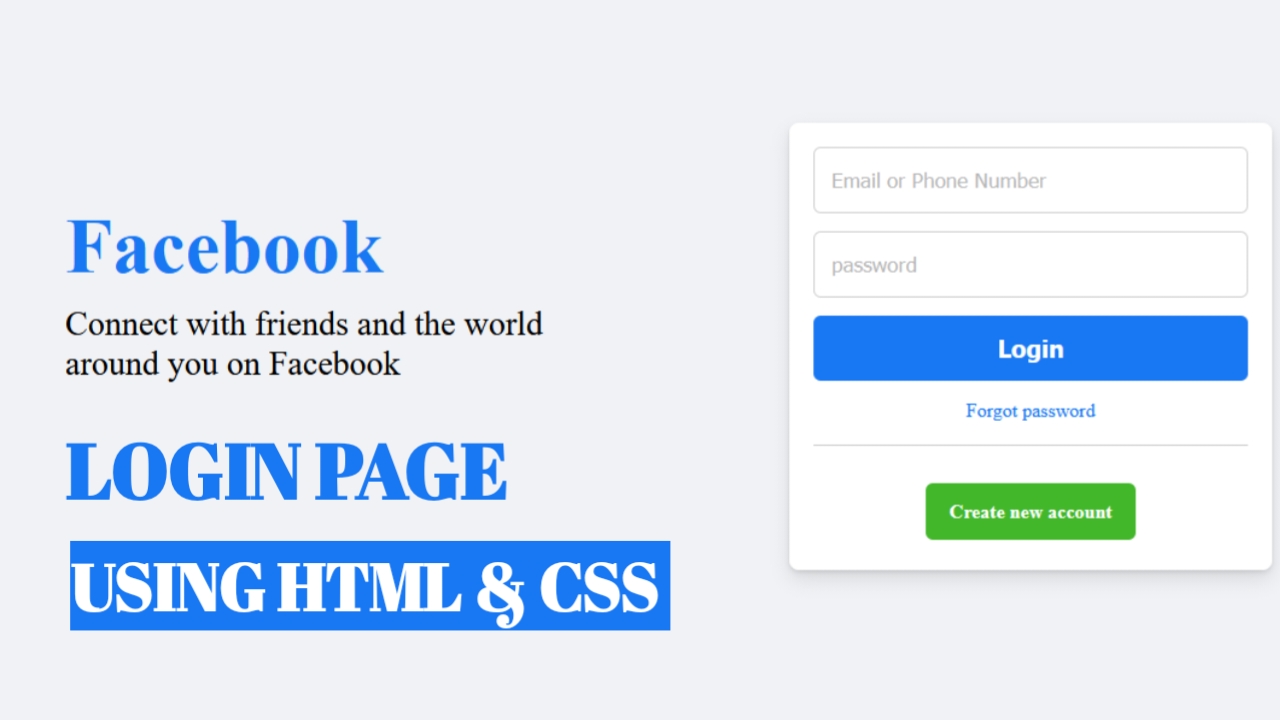 Facebook
Connect with friends and the world
around you on Facebook
LOGIN PAGE
USING HTML & CSS
Email or Phone Number
password
Login
Forgot password
Create new account